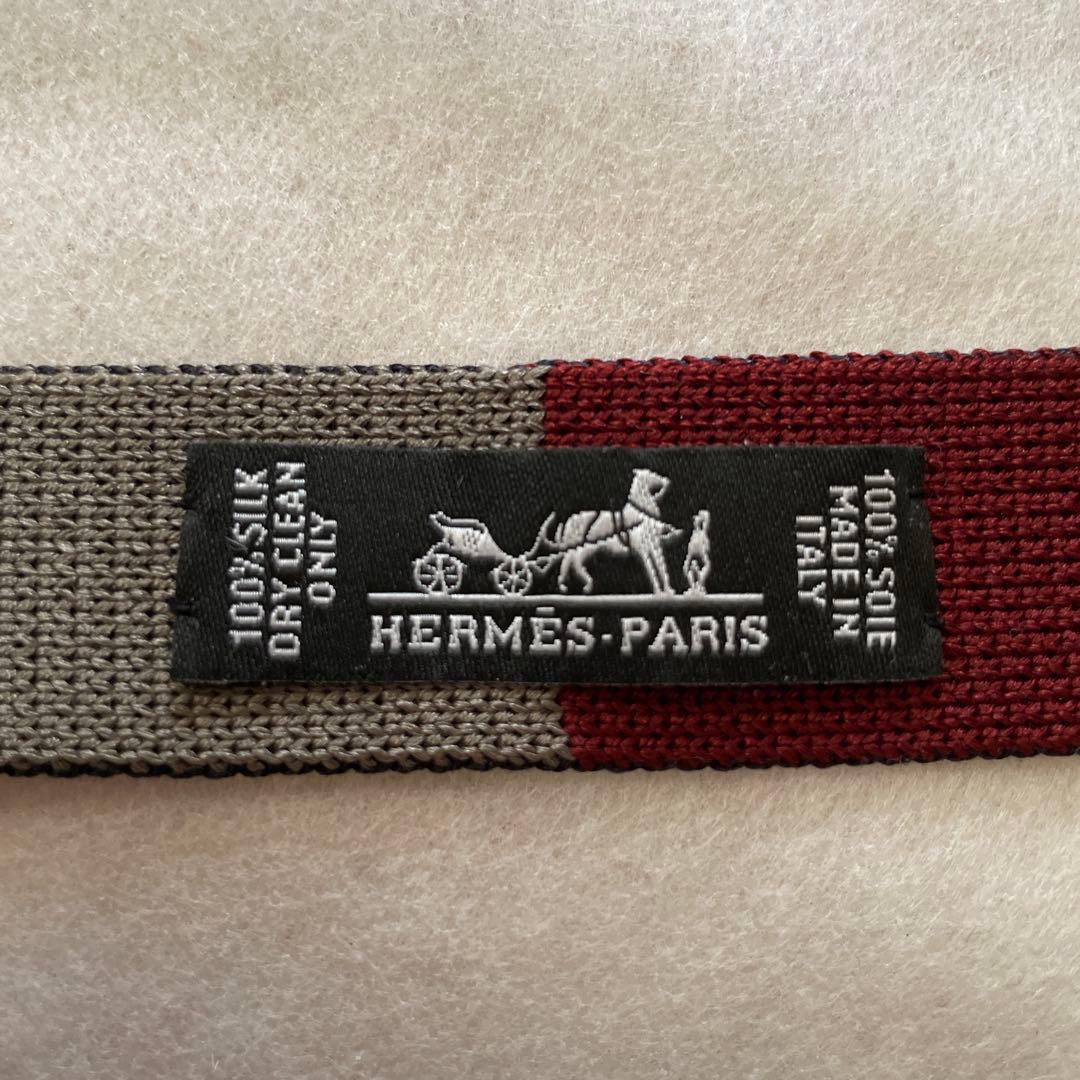 100% SILK
DRY CLEAN
ONLY
HERMÈS-PARIS
100% SOIE
MADE IN
ITALY